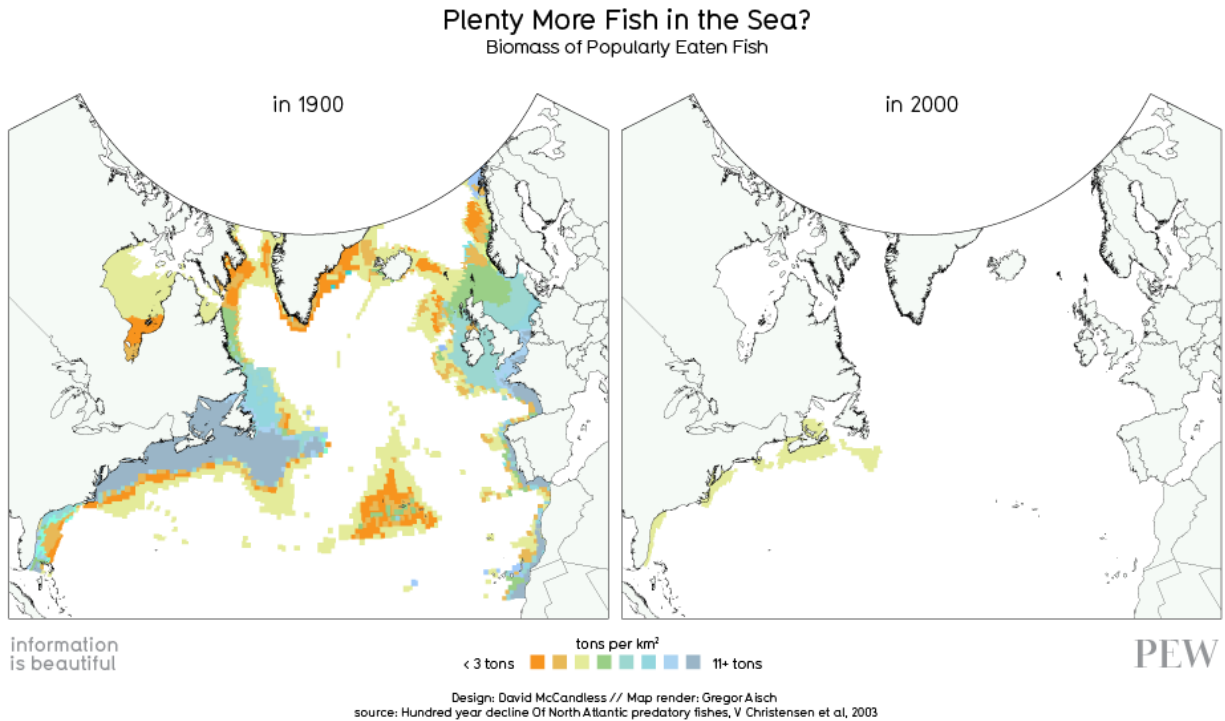 Plenty More Fish in the Sea?
Biomass of Popularly Eaten Fish
in 1900
in 2000
information
is beautiful
tons per km²
< 3 tons
11+ tons
PEW
Design: David McCandless // Map render: Gregor Aisch
source: Hundred year decline Of North Atlantic predatory fishes, V Christensen et al, 2003